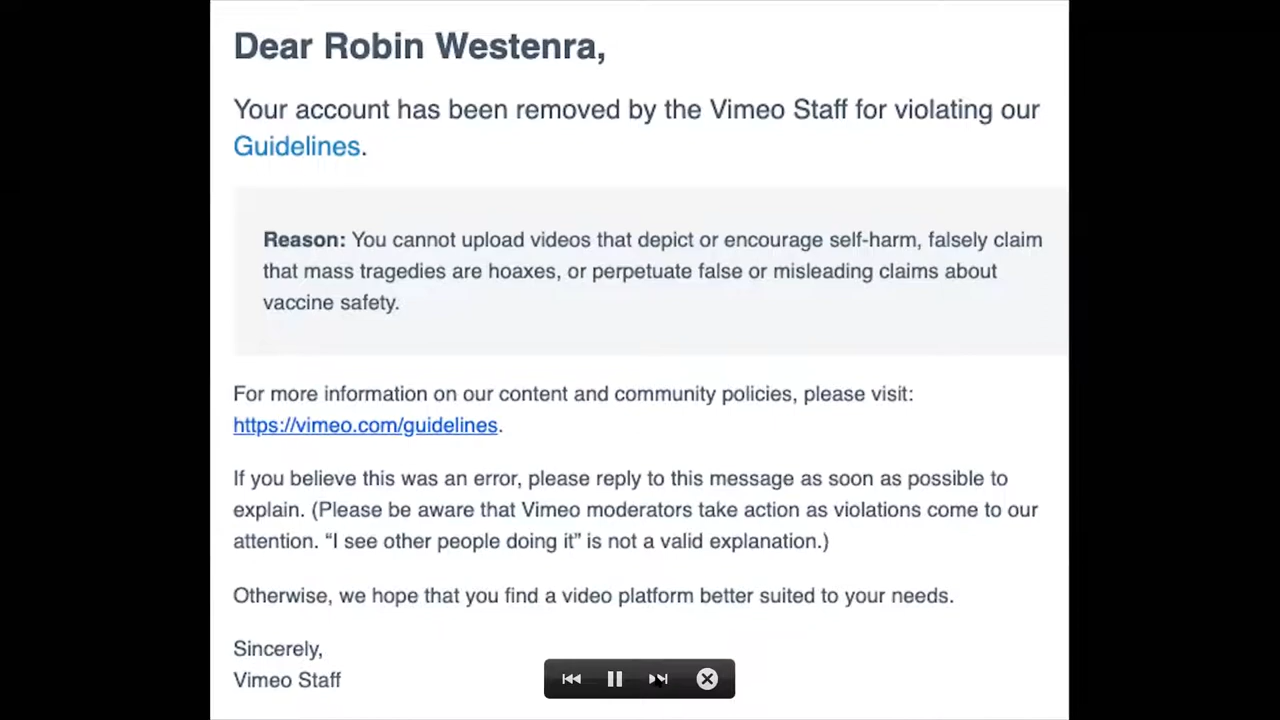 Dear Robin Westenra,
Your account has been removed by the Vimeo Staff for violating our
Guidelines.
Reason: You cannot upload videos that depict or encourage self-harm, falsely claim
that mass tragedies are hoaxes, or perpetuate false or misleading claims about
vaccine safety.
For more information on our content and community policies, please visit:
https://vimeo.com/guidelines.
If you believe this was an error, please reply to this message as soon as possible to
explain. (Please be aware that Vimeo moderators take action as violations come to our
attention. “I see other people doing it” is not a valid explanation.)
Otherwise, we hope that you find a video platform better suited to your needs.
Sincerely,
Vimeo Staff